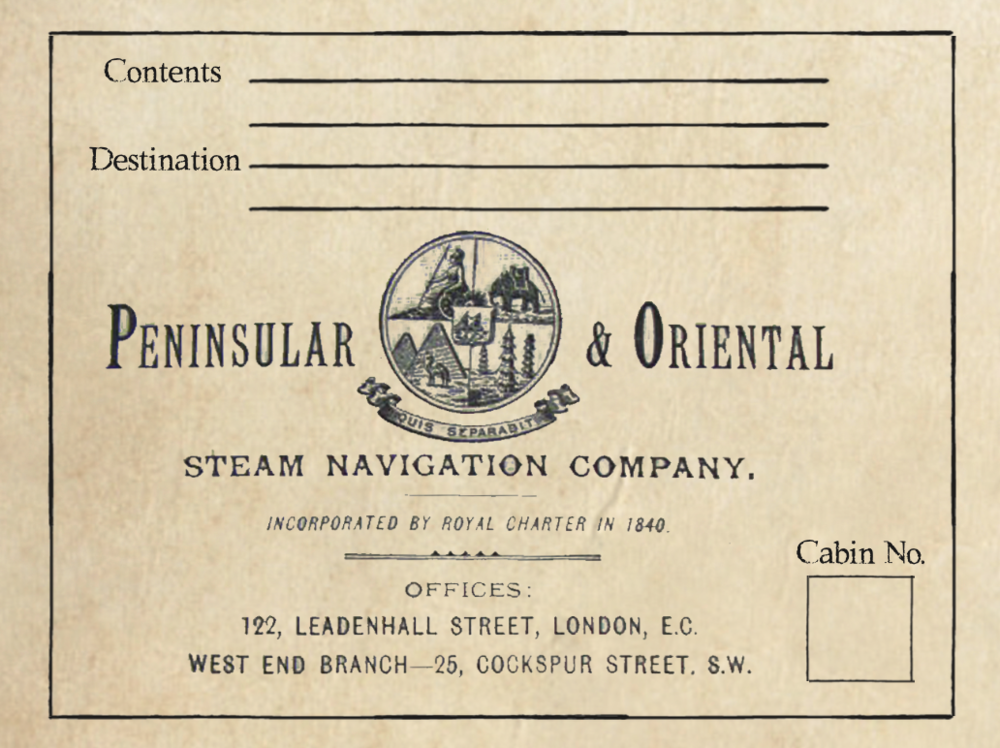 Contents
Destination
PENINSULAR & ORIENTAL
QUIS SEPARABIT
STEAM NAVIGATION COMPANY.
INCORPORATED BY ROYAL CHARTER IN 1840.
OFFICES:
122, LEADENHALL STREET, LONDON, E.C.
WEST END BRANCH—25, COCKSPUR STREET. S.W.
Cabin No.